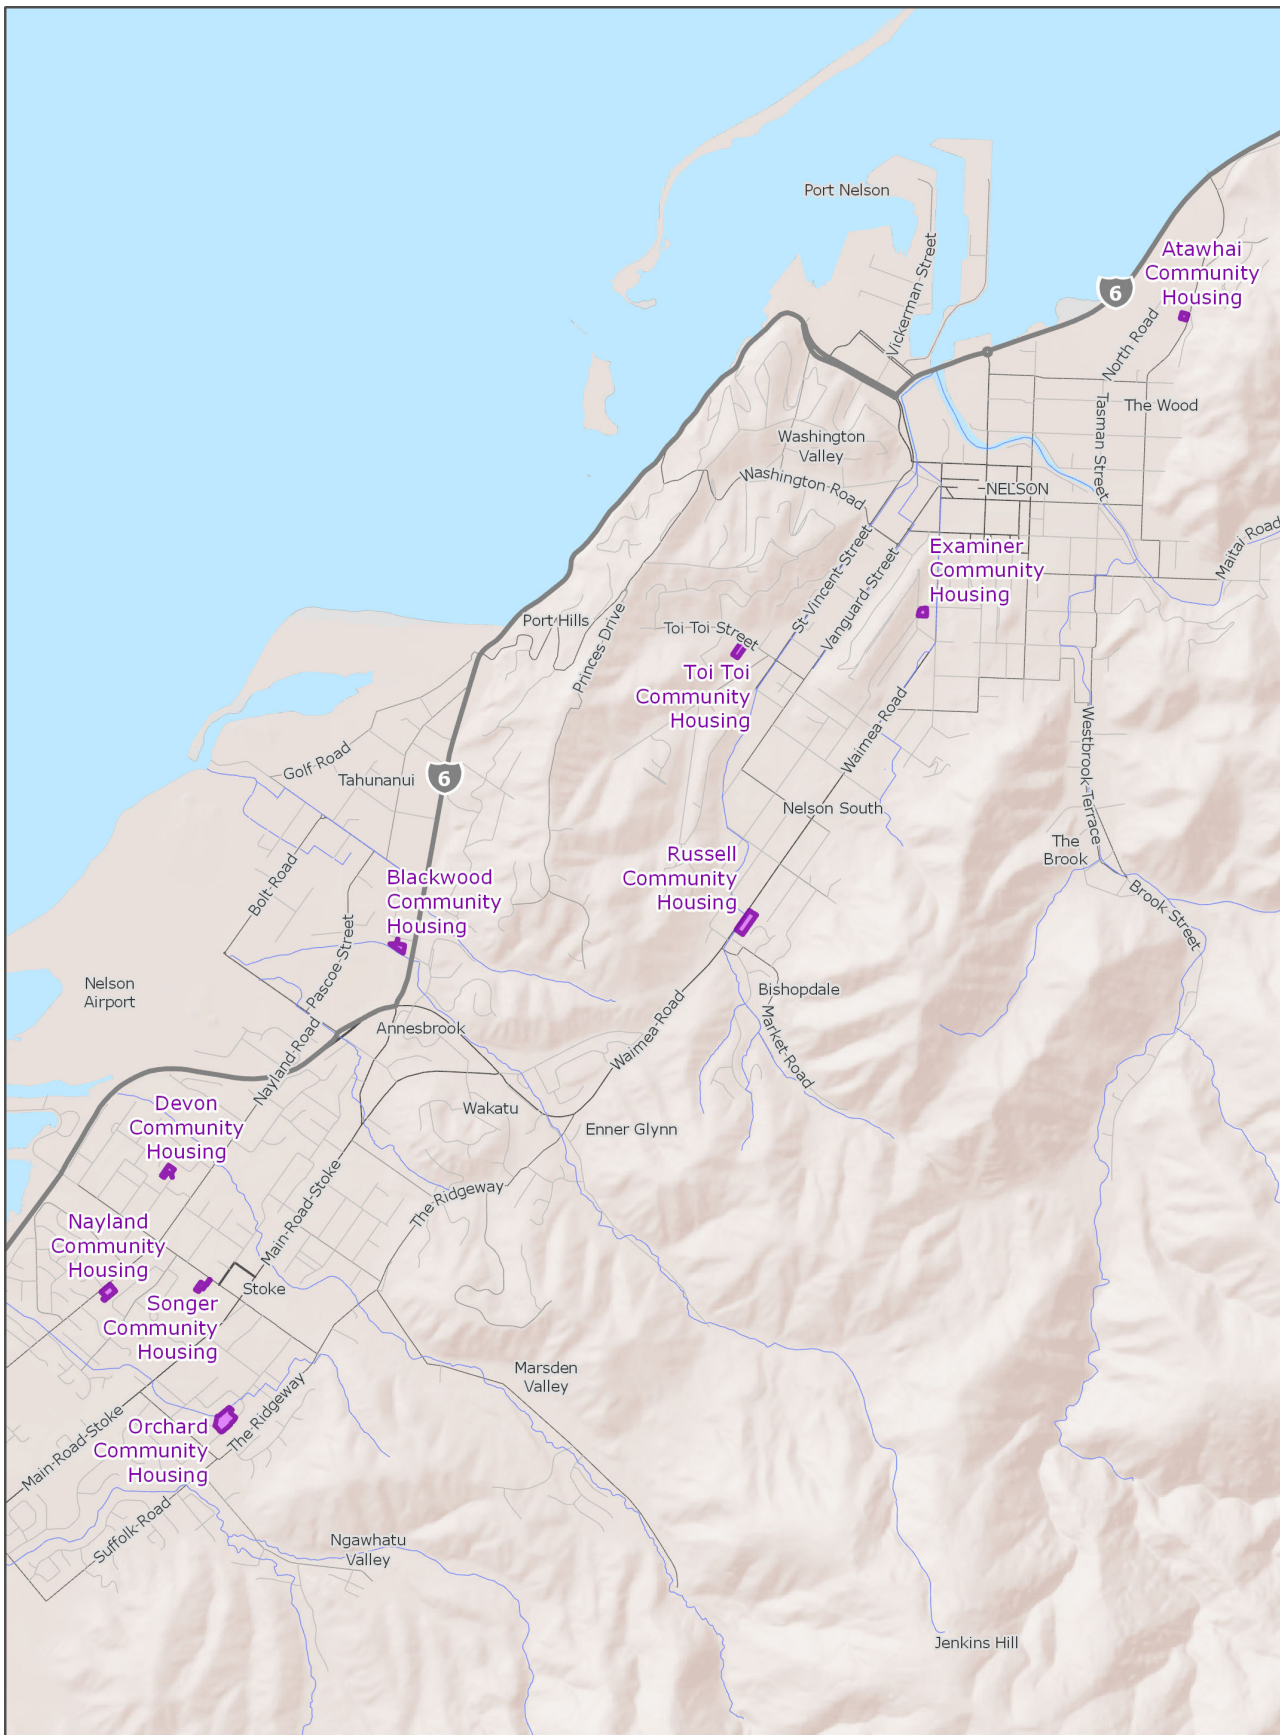 Port Nelson
Vickerman Street
6
Atawhai
Community
Housing
North Road
The Wood
Tasman Street
Washington
Valley
Washington Road
NELSON
Maitai Road
St Vincent Street
Vanguard Street
Examiner
Community
Housing
Port Hills
Princes Drive
Toi Toi Street
Toi Toi
Community
Housing
Waimea Road
Westbrook Terrace
Golf Road
Tahunanui
6
Nelson South
The
Brook
Brook Street
Russell
Community
Housing
Bolt Road
Blackwood
Community
Housing
Pascoe Street
Nelson
Airport
Bishopdale
Market Road
Annesbrook
Waimea Road
Nayland Road
Devon
Community
Housing
Wakatu
Enner Glynn
Main Road Stoke
The Ridgeway
Nayland
Community
Housing
Stoke
Songer
Community
Housing
Marsden
Valley
Main Road Stoke
Orchard
Community
Housing
The Ridgeway
Suffolk Road
Ngawhatu
Valley
Jenkins Hill